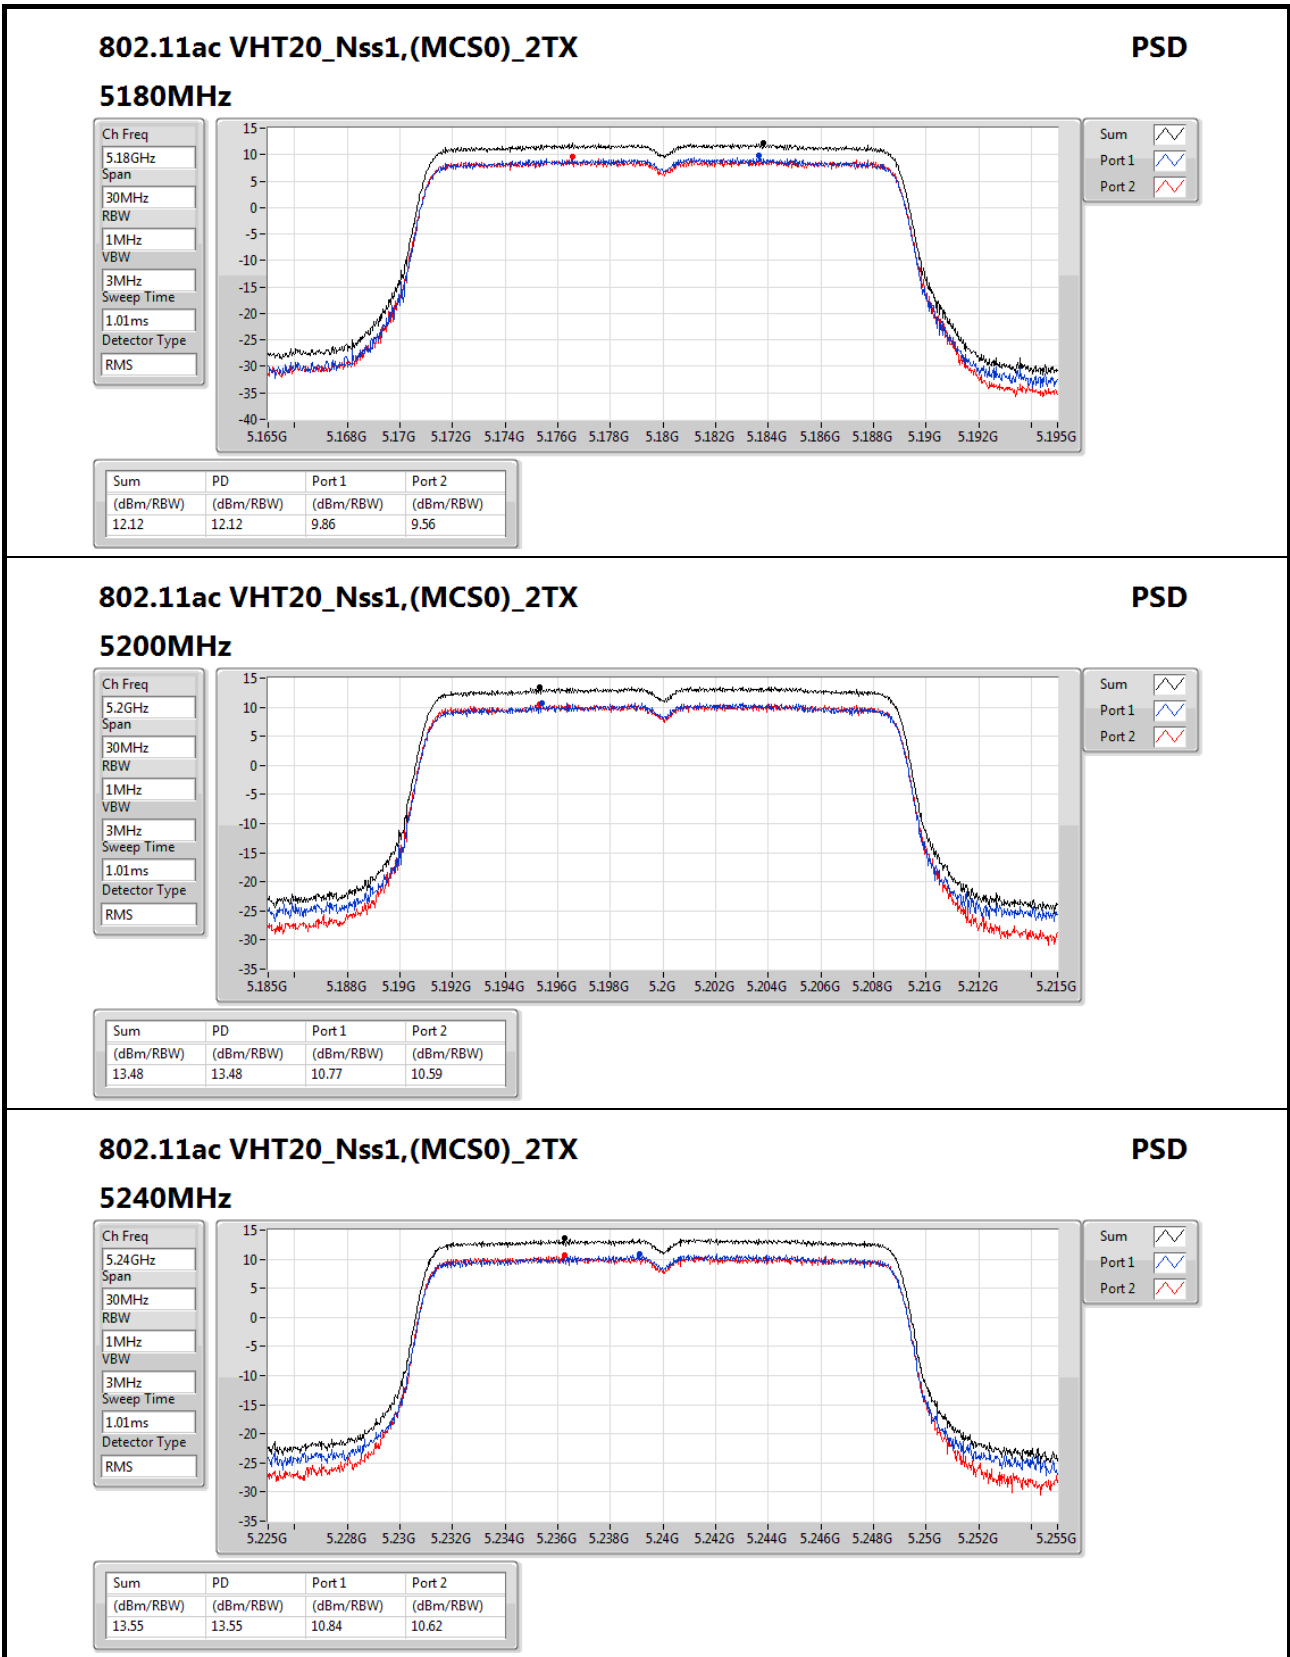 802.11ac VHT20_Nss1,(MCS0)_2TX PSD
5180MHz
Ch Freq
5.18GHz
Span
30MHz
RBW
1MHz
VBW
3MHz
Sweep Time
1.01ms
Detector Type
RMS
15
10
5
0
-5
-10
-15
-20
-25
-30
-35
-40
5.165G 5.168G 5.17G 5.172G 5.174G 5.176G 5.178G 5.18G 5.182G 5.184G 5.186G 5.188G 5.19G 5.192G 5.195G
Sum
Port 1
Port 2
Sum PD Port 1 Port 2
(dBm/RBW) (dBm/RBW) (dBm/RBW) (dBm/RBW)
12.12 12.12 9.86 9.56
802.11ac VHT20_Nss1,(MCS0)_2TX PSD
5200MHz
Ch Freq
5.2GHz
Span
30MHz
RBW
1MHz
VBW
3MHz
Sweep Time
1.01ms
Detector Type
RMS
15
10
5
0
-5
-10
-15
-20
-25
-30
-35
5.185G 5.188G 5.19G 5.192G 5.194G 5.196G 5.198G 5.2G 5.202G 5.204G 5.206G 5.208G 5.21G 5.212G 5.215G
Sum
Port 1
Port 2
Sum PD Port 1 Port 2
(dBm/RBW) (dBm/RBW) (dBm/RBW) (dBm/RBW)
13.48 13.48 10.77 10.59
802.11ac VHT20_Nss1,(MCS0)_2TX PSD
5240MHz
Ch Freq
5.24GHz
Span
30MHz
RBW
1MHz
VBW
3MHz
Sweep Time
1.01ms
Detector Type
RMS
15
10
5
0
-5
-10
-15
-20
-25
-30
-35
5.225G 5.228G 5.23G 5.232G 5.234G 5.236G 5.238G 5.24G 5.242G 5.244G 5.246G 5.248G 5.25G 5.252G 5.255G
Sum
Port 1
Port 2
Sum PD Port 1 Port 2
(dBm/RBW) (dBm/RBW) (dBm/RBW) (dBm/RBW)
13.55 13.55 10.84 10.62